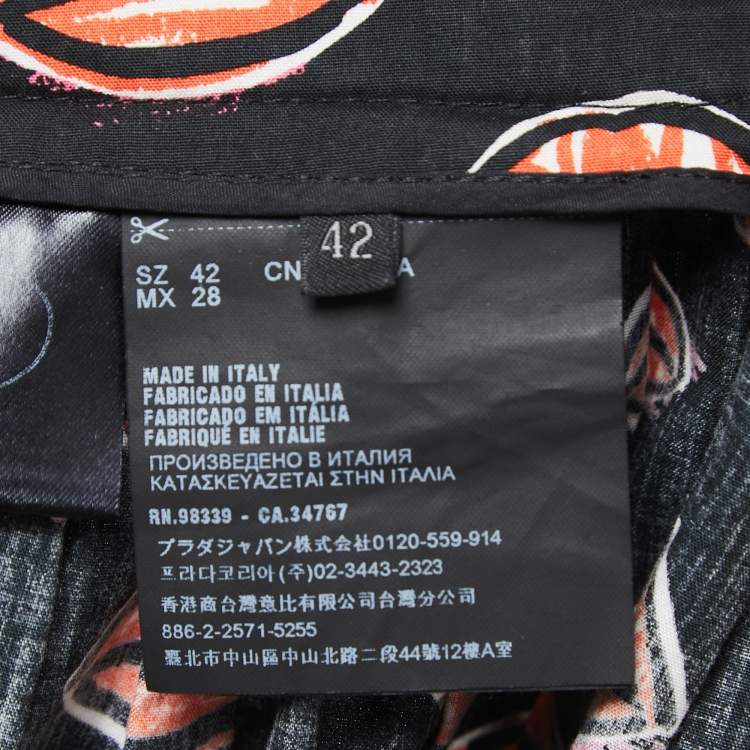 42
SZ 42 CN A
MX 28
MADE IN ITALY
FABRICADO EN ITALIA
FABRICADO EM ITÁLIA
FABRIQUÉ EN ITALIE
ПРОИЗВЕДЕНО В ИТАЛИЯ
ΚΑΤΑΣΚΕΥΑΖΕΤΑΙ ΣΤΗΝ ΙΤΑΛΙΑ
RN.98339 - CA.34767
プラダジャパン株式会社0120-559-914
프라다코리아(주)02-3443-2323
香港商台灣意比有限公司台灣分公司
886-2-2571-5255
臺北市中山區中山北路二段44號12樓A室